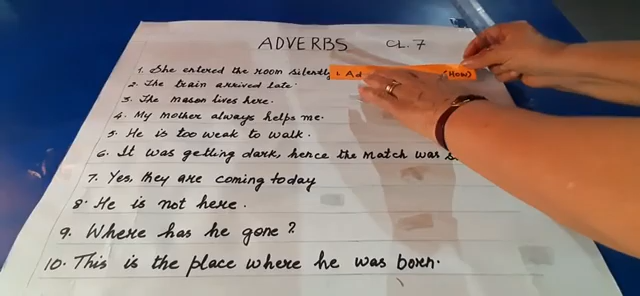 ADVERBS CL. 7
1. She entered the room silently 1. Ad (HOW)
2. The train arrived late.
3. The mason lives here.
4. My mother always helps me.
5. He is too weak to walk.
6. It was getting dark, hence the match was s
7. Yes, they are coming today
8. He is not here.
9. Where has he gone?
10. This is the place where he was born.